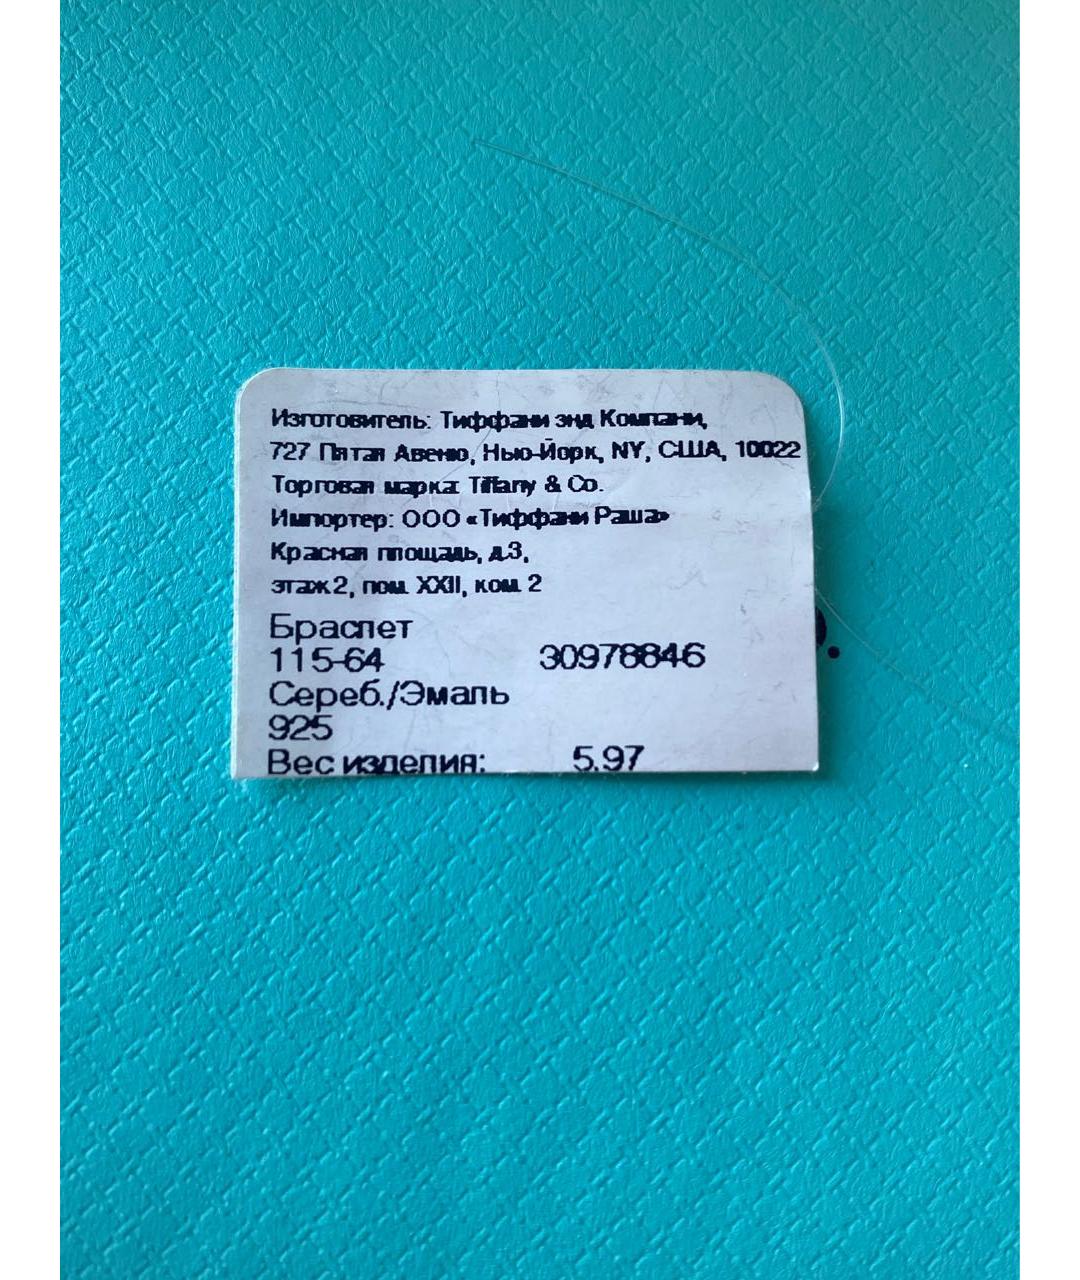 Изготовитель: Тиффани энд Компани,
727 Пятая Авеню, Нью-Йорк, NY, США, 10022
Торговая марка: Tiffany & Co.
Импортер: ООО «Тиффани Раша»
Красная площадь, д.3,
этаж 2, пом. XXII, ком. 2
Браслет
115-64 30978846
Сереб./Эмаль
925
Вес изделия: 5.97